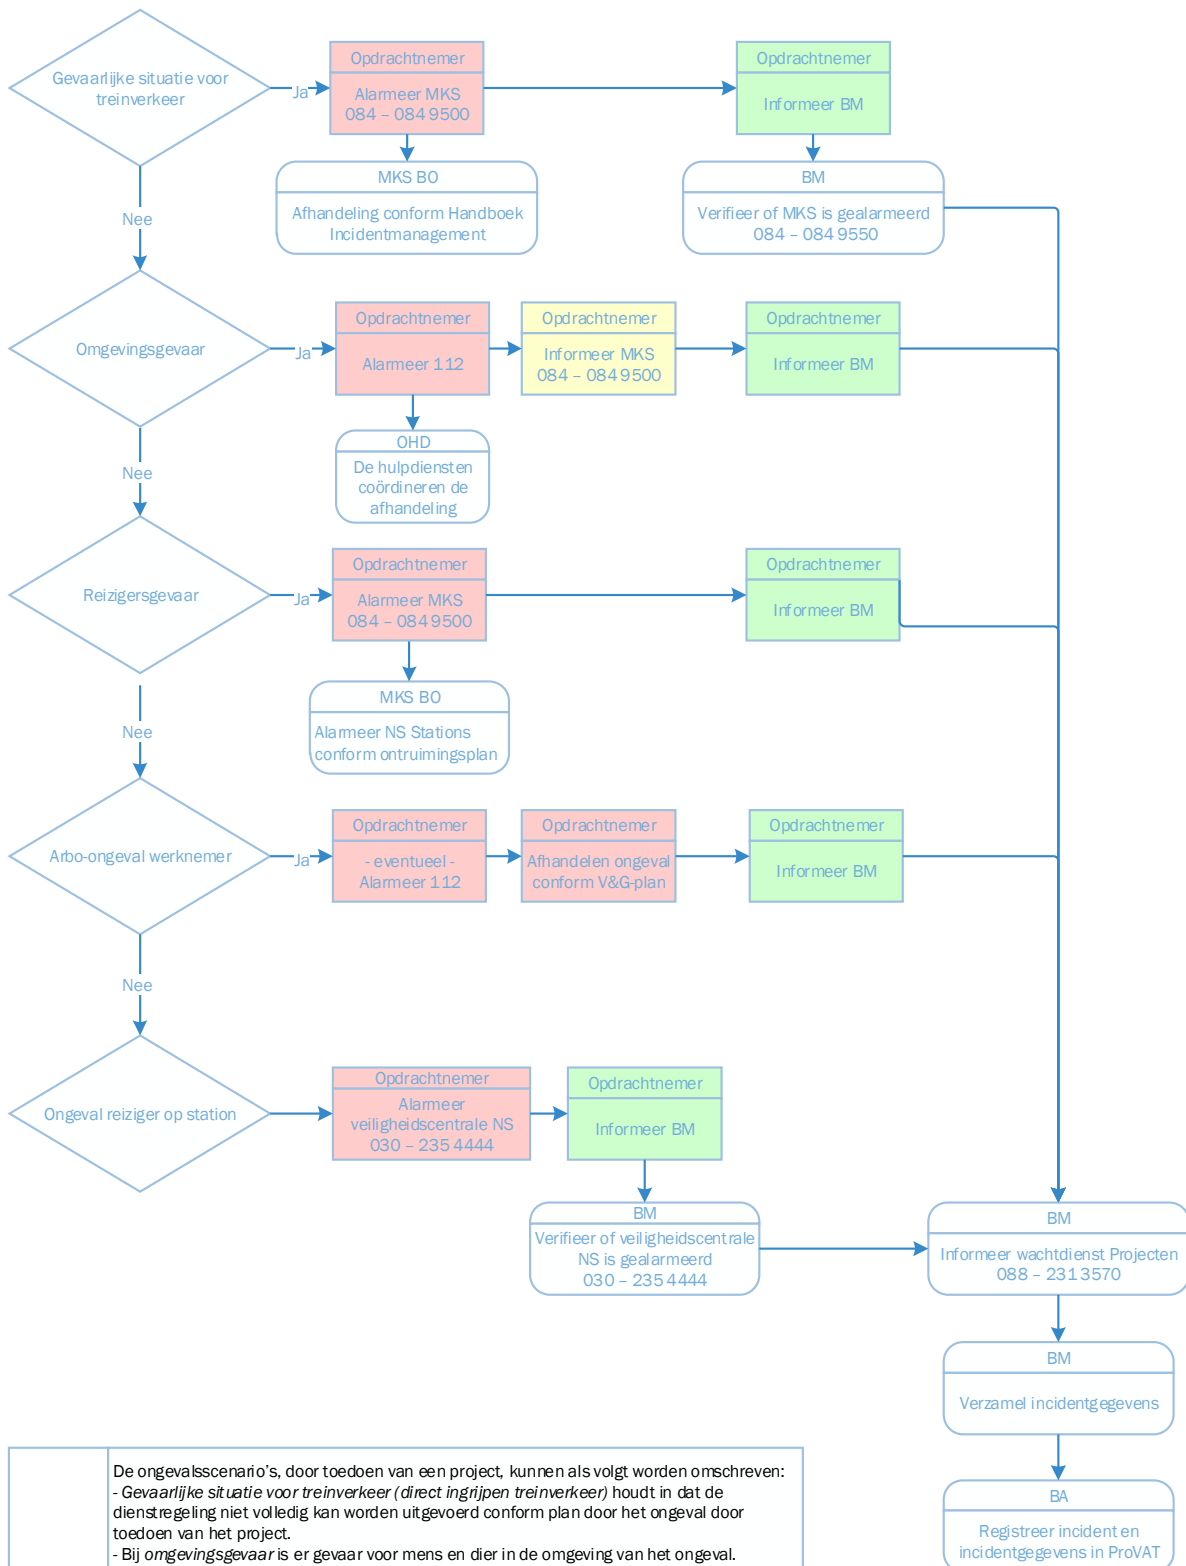 Gevaarlijke situatie voor
treinverkeer
Ja
Opdrachtnemer
Alarmeer MKS
084 – 084 9500
Opdrachtnemer
Informeer BM
MKS BO
Afhandeling conform Handboek
Incidentmanagement
BM
Verifieer of MKS is gealarmeerd
084 – 084 9550
Nee
Omgevingsgevaar
Ja
Opdrachtnemer
Alarmeer 112
Opdrachtnemer
Informeer MKS
084 – 084 9500
Opdrachtnemer
Informeer BM
OHD
De hulpdiensten
coördineren de
afhandeling
Nee
Reizigersgevaar
Ja
Opdrachtnemer
Alarmeer MKS
084 – 084 9500
Opdrachtnemer
Informeer BM
MKS BO
Alarmeer NS Stations
conform ontruimingsplan
Nee
Arbo-ongeval werknemer
Ja
Opdrachtnemer
- eventueel -
Alarmeer 112
Opdrachtnemer
Afhandelen ongeval
conform V&G-plan
Opdrachtnemer
Informeer BM
Nee
Ongeval reiziger op station
Opdrachtnemer
Alarmeer
veiligheidscentrale NS
030 – 235 4444
Opdrachtnemer
Informeer BM
BM
Verifieer of veiligheidscentrale
NS is gealarmeerd
030 – 235 4444
BM
Informeer wachtdienst Projecten
088 – 231 3570
BM
Verzamel incidentgegevens
BA
Registreer incident en
incidentgegevens in ProVAT
De ongevalsscenario's, door toedoen van een project, kunnen als volgt worden omschreven:
- Gevaarlijke situatie voor treinverkeer (direct ingrijpen treinverkeer) houdt in dat de
dienstregeling niet volledig kan worden uitgevoerd conform plan door het ongeval door
toedoen van het project.
- Bij omgevingsgevaar is er gevaar voor mens en dier in de omgeving van het ongeval.